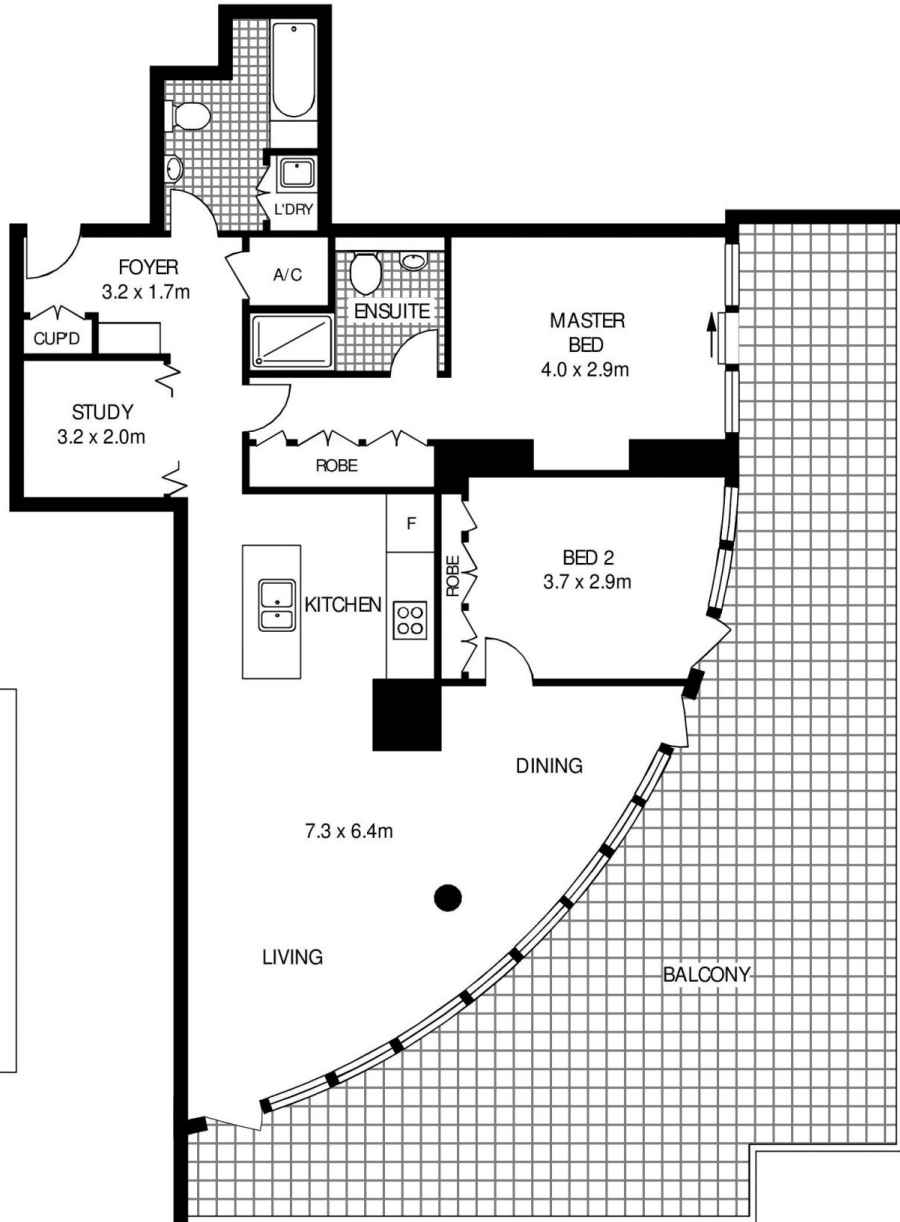 L'DRY
FOYER
3.2 x 1.7m
A/C
CUP'D
ENSUITE
MASTER
BED
4.0 x 2.9m
STUDY
3.2 x 2.0m
ROBE
F
KITCHEN
ROBE
BED 2
3.7 x 2.9m
DINING
7.3 x 6.4m
LIVING
BALCONY